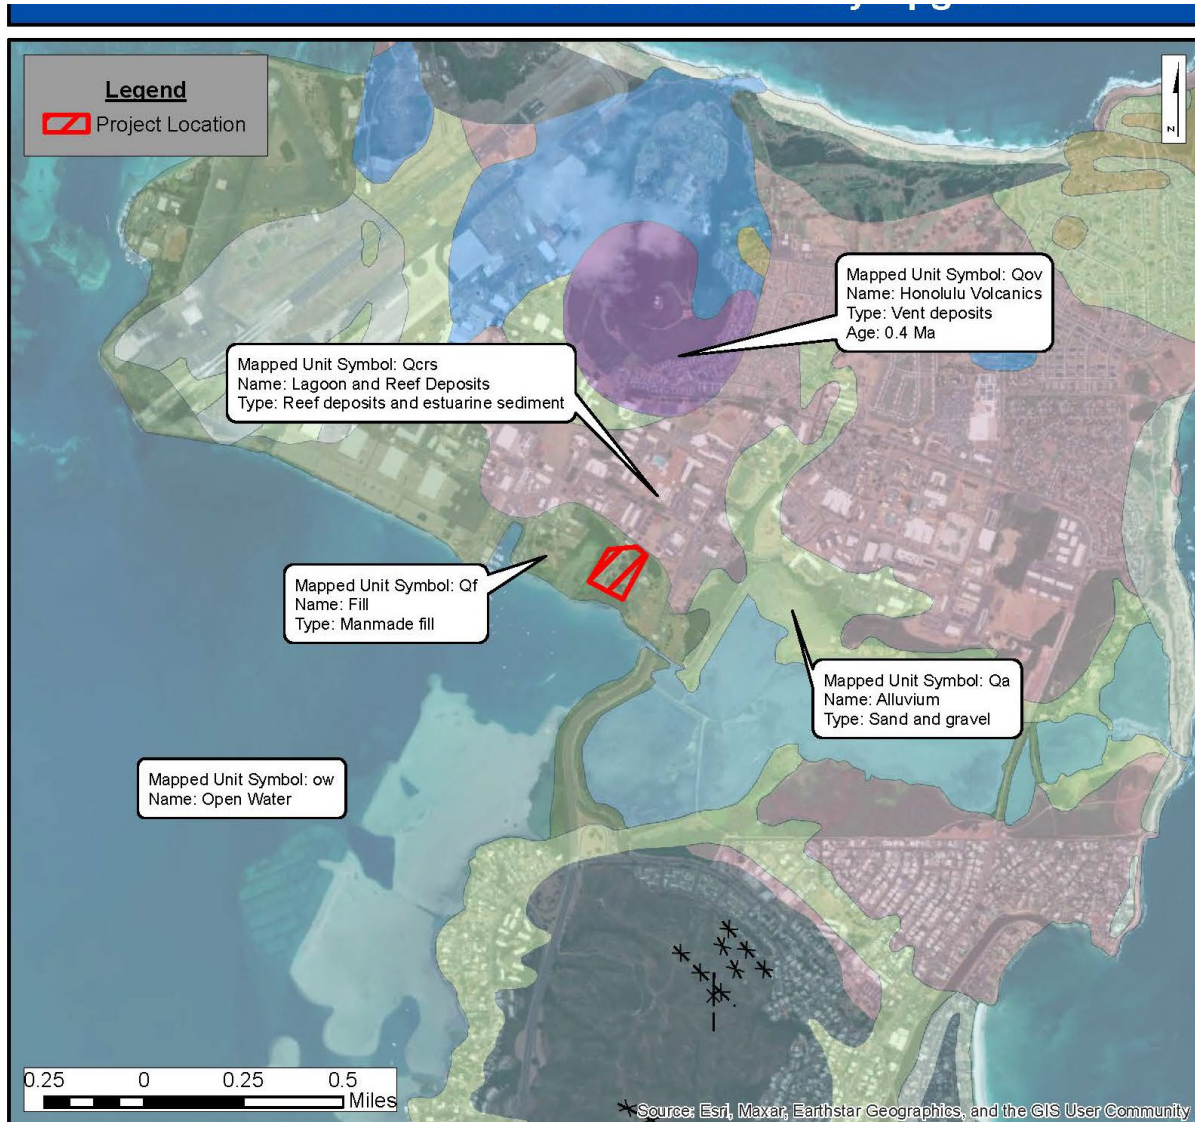 Legend
Project Location
N
Mapped Unit Symbol: Qov
Name: Honolulu Volcanics
Type: Vent deposits
Age: 0.4 Ma
Mapped Unit Symbol: Qcrs
Name: Lagoon and Reef Deposits
Type: Reef deposits and estuarine sediment
Mapped Unit Symbol: Qf
Name: Fill
Type: Manmade fill
Mapped Unit Symbol: Qa
Name: Alluvium
Type: Sand and gravel
Mapped Unit Symbol: ow
Name: Open Water
0.25 0 0.25 0.5
Miles
Source: Esri, Maxar, Earthstar Geographics, and the GIS User Community